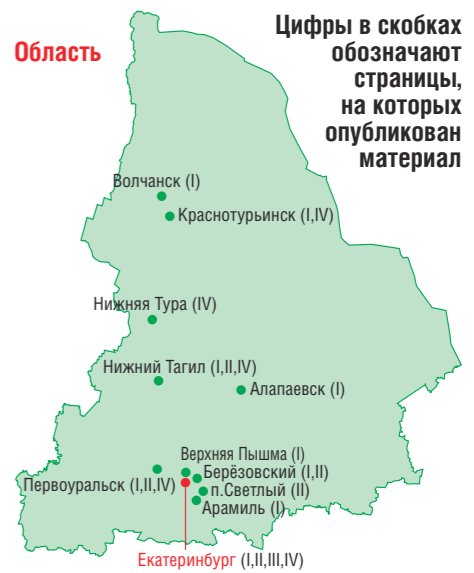 Область
Цифры в скобках
обозначают
страницы,
на которых
опубликован
материал
Волчанск (I)
Краснотурьинск (I,IV)
Нижняя Тура (IV)
Нижний Тагил (I,II,IV)
Алапаевск (I)
Верхняя Пышма (I)
Берёзовский (I,II)
Первоуральск (I,II,IV)
п.Светлый (II)
Арамиль (I)
Екатеринбург (I,II,III,IV)